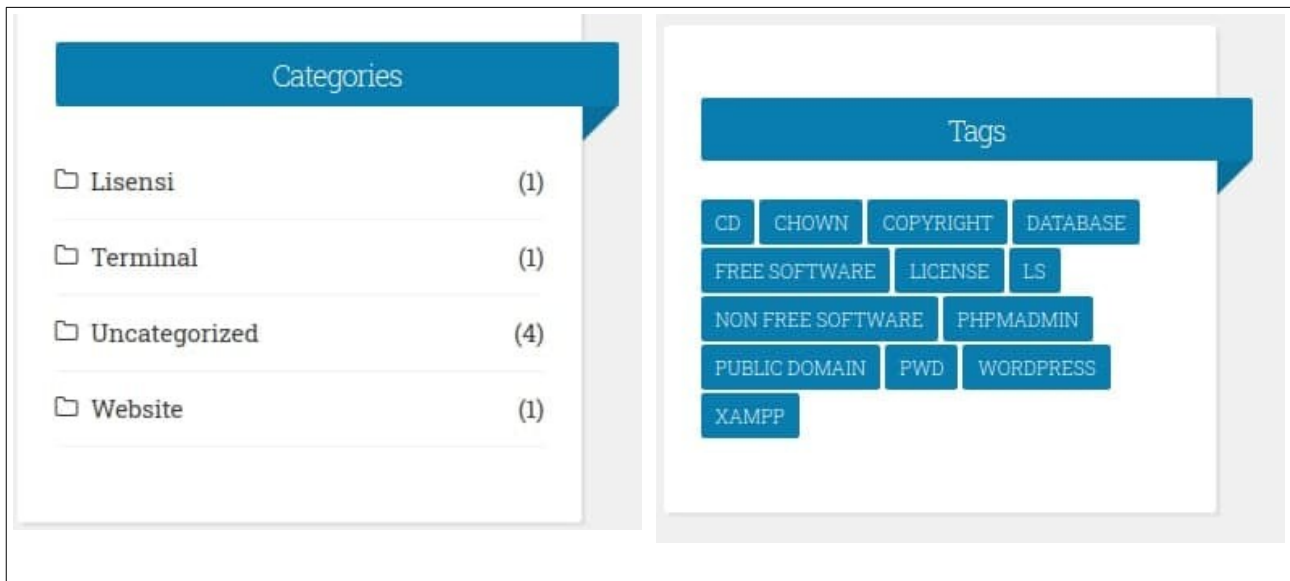 Categories
Lisensi (1)
Terminal (1)
Uncategorized (4)
Website (1)
Tags
CD CHOWN COPYRIGHT DATABASE
FREE SOFTWARE LICENSE LS
NON FREE SOFTWARE PHPMADMIN
PUBLIC DOMAIN PWD WORDPRESS
XAMPP